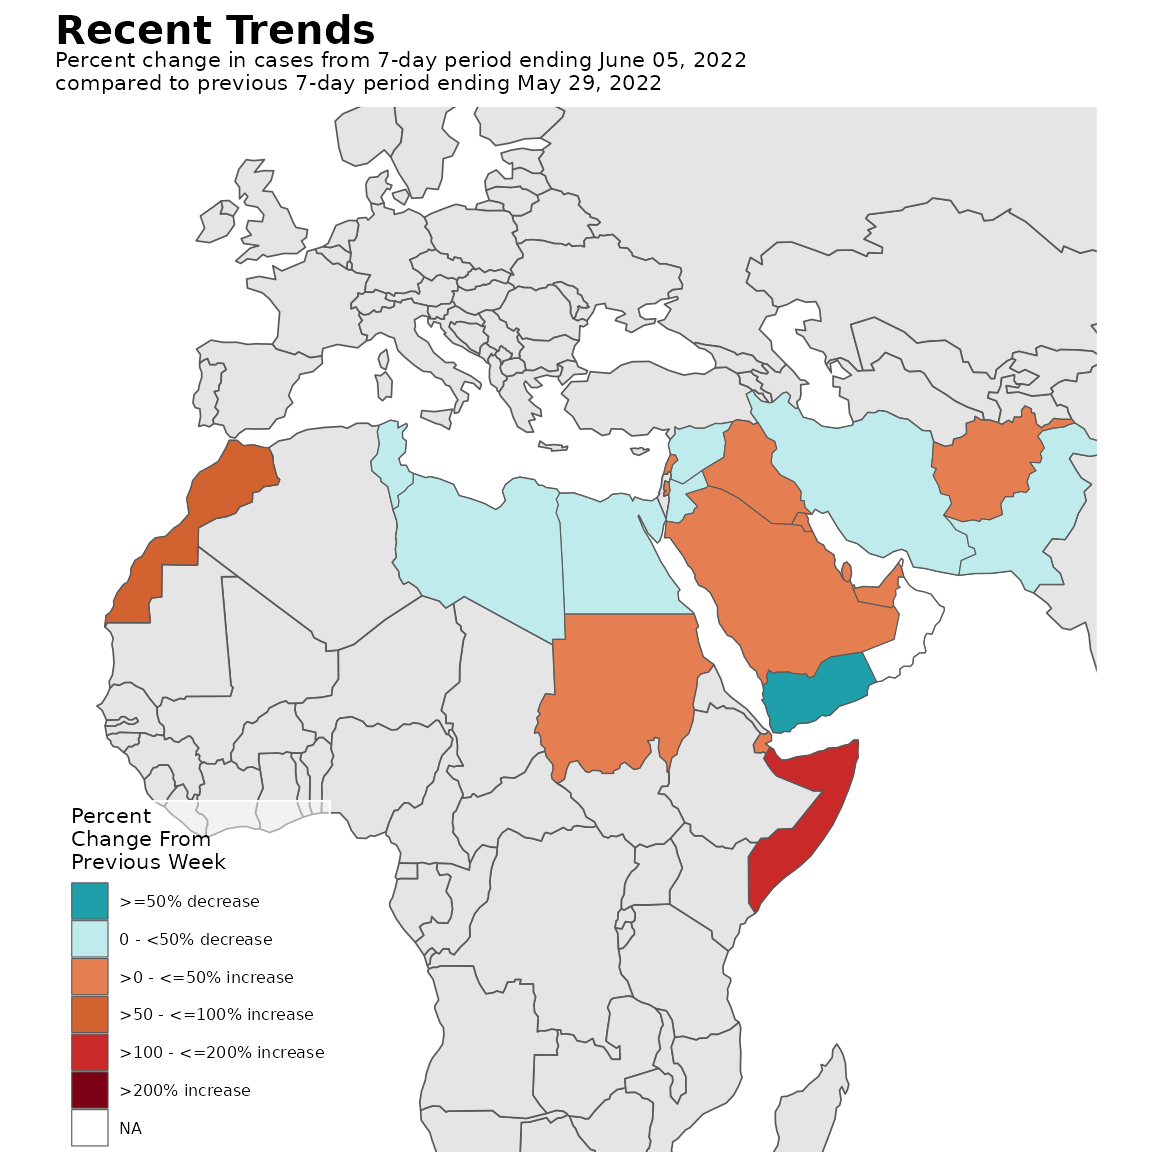 Recent Trends
Percent change in cases from 7-day period ending June 05, 2022
compared to previous 7-day period ending May 29, 2022
Percent
Change From
Previous Week
>=50% decrease
0 - <50% decrease
>0 - <=50% increase
>50 - <=100% increase
>100 - <=200% increase
>200% increase
NA